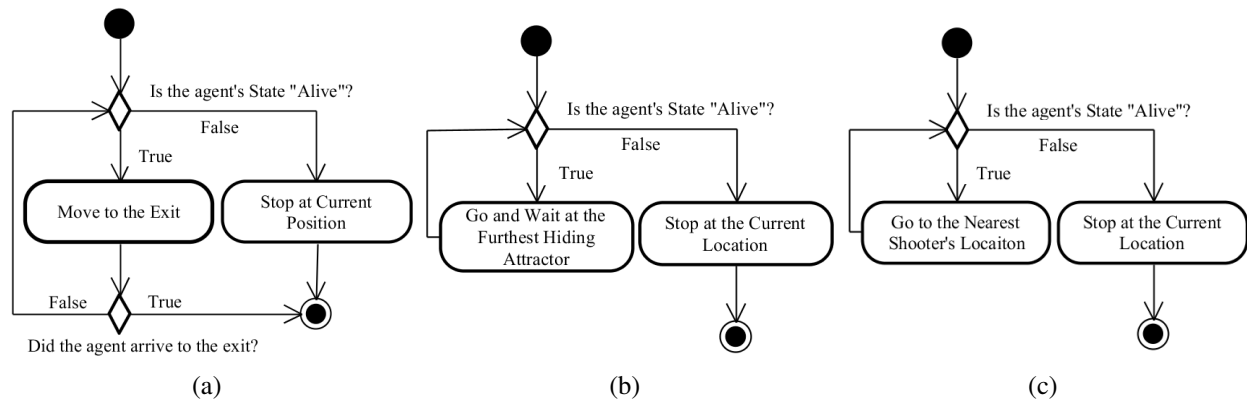 Is the agent's State "Alive"?
False
True
Move to the Exit
Stop at Current
Position
False
True
Did the agent arrive to the exit?
(a)
Is the agent's State "Alive"?
False
True
Go and Wait at the
Furthest Hiding
Attractor
Stop at the Current
Location
(b)
Is the agent's State "Alive"?
False
True
Go to the Nearest
Shooter's Locaiton
Stop at the Current
Location
(c)